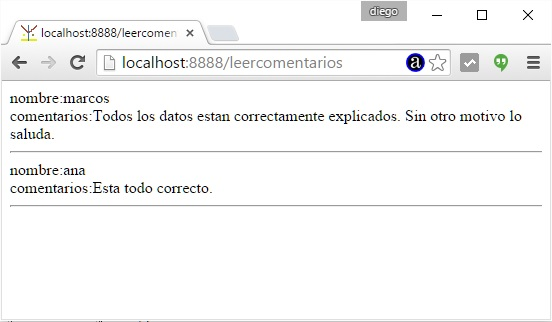 diego
localhost:8888/leercomen
localhost:8888/leercomentarios
nombre:marcos
comentarios:Todos los datos estan correctamente explicados. Sin otro motivo lo
saluda.
nombre:ana
comentarios:Esta todo correcto.